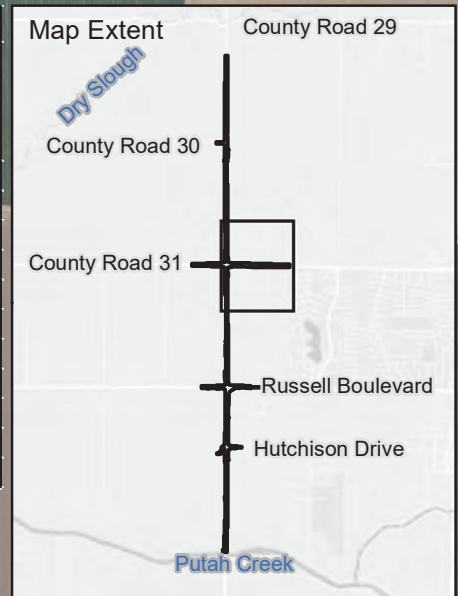 Map Extent
County Road 29
Dry Slough
County Road 30
County Road 31
Russell Boulevard
Hutchison Drive
Putah Creek